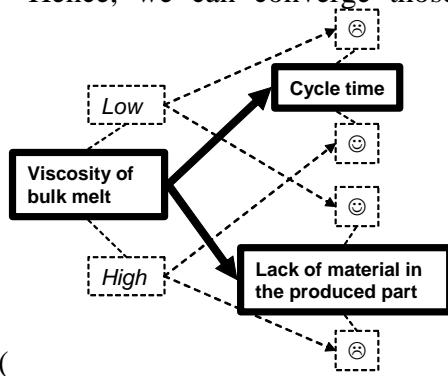 Hence, we can converge those
☹
Cycle time
Low
☺
Viscosity of
bulk melt
☺
High
Lack of material in
the produced part
☹
(